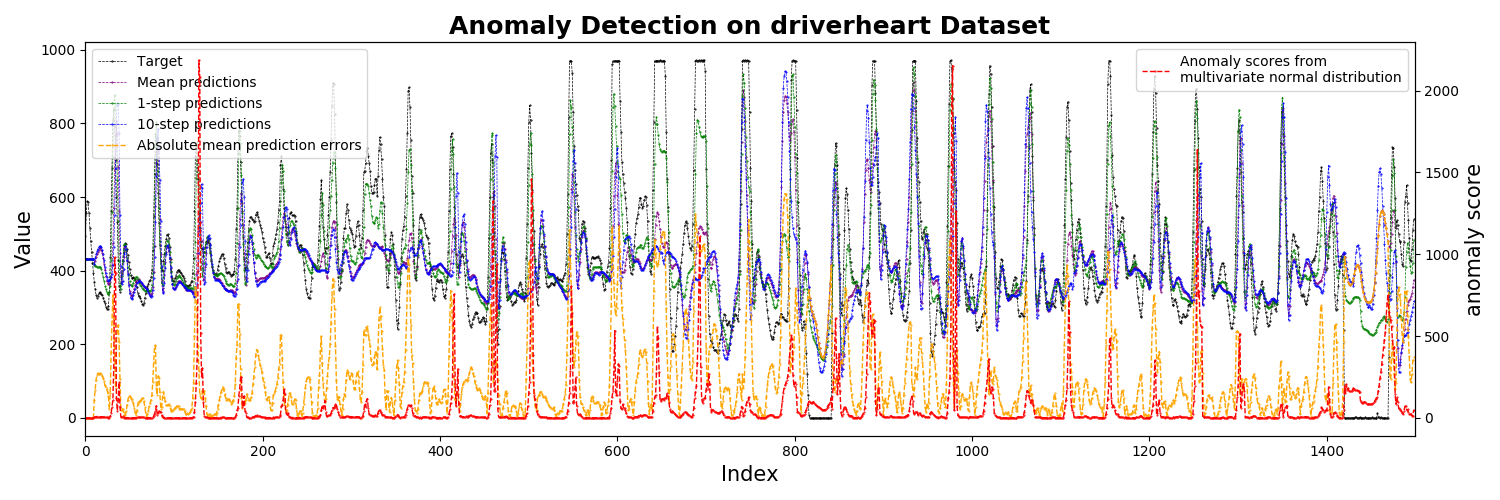 Anomaly Detection on driverheart Dataset
Target
Mean predictions
1-step predictions
10-step predictions
Absolute mean prediction errors
Anomaly scores from
multivariate normal distribution
Value
1000
800
600
400
200
0
2000
1500
1000
500
0
anomaly score
0 200 400 600 800 1000 1200 1400
Index